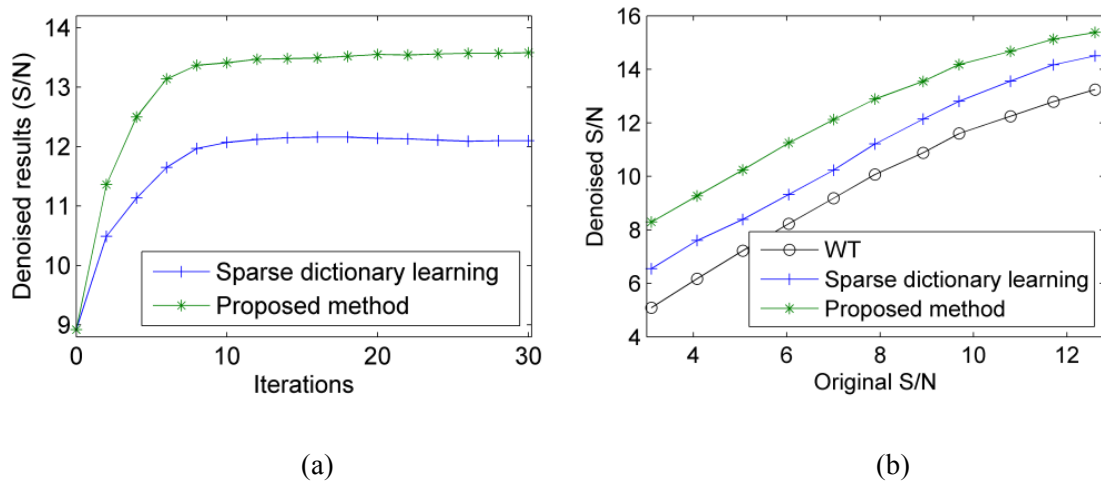 14
13
12
11
10
9
0
10
20
30
Denoised results (S/N)
Iterations
Sparse dictionary learning
Proposed method
(a)
16
14
12
10
8
6
4
4
6
8
10
12
Denoised S/N
Original S/N
WT
Sparse dictionary learning
Proposed method
(b)